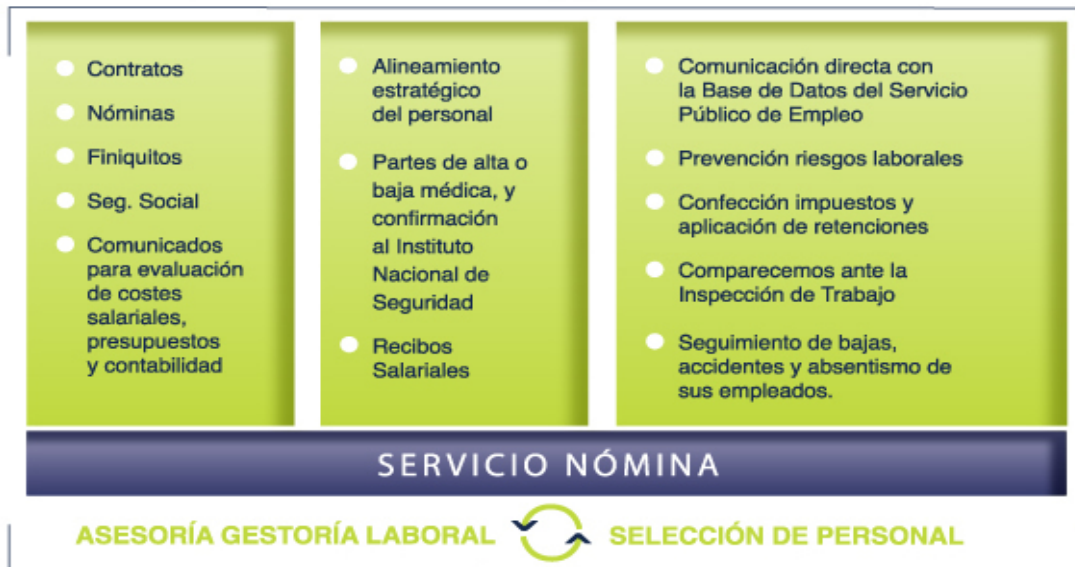 Contratos
Nóminas
Finiquitos
Seg. Social
Comunicados
para evaluación
de costes
salariales,
presupuestos
y contabilidad
Alineamiento
estratégico
del personal
Partes de alta o
baja médica, y
confirmación
al Instituto
Nacional de
Seguridad
Recibos
Salariales
Comunicación directa con
la Base de Datos del Servicio
Público de Empleo
Prevención riesgos laborales
Confección impuestos y
aplicación de retenciones
Comparecemos ante la
Inspección de Trabajo
Seguimiento de bajas,
accidentes y absentismo de
sus empleados.
SERVICIO NÓMINA
ASESORÍA GESTORÍA LABORAL SELECCIÓN DE PERSONAL